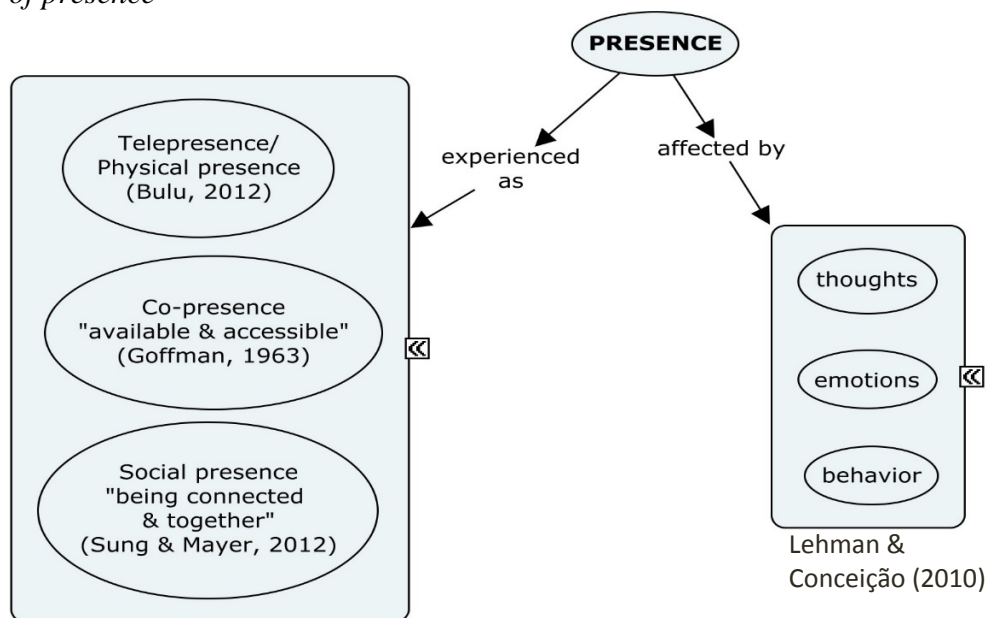 of presence
PRESENCE
experienced
as
affected by
Telepresence/
Physical presence
(Bulu, 2012)
Co-presence
"available & accessible"
(Goffman, 1963)
Social presence
"being connected
& together"
(Sung & Mayer, 2012)
thoughts
emotions
behavior
Lehman &
Conceição (2010)